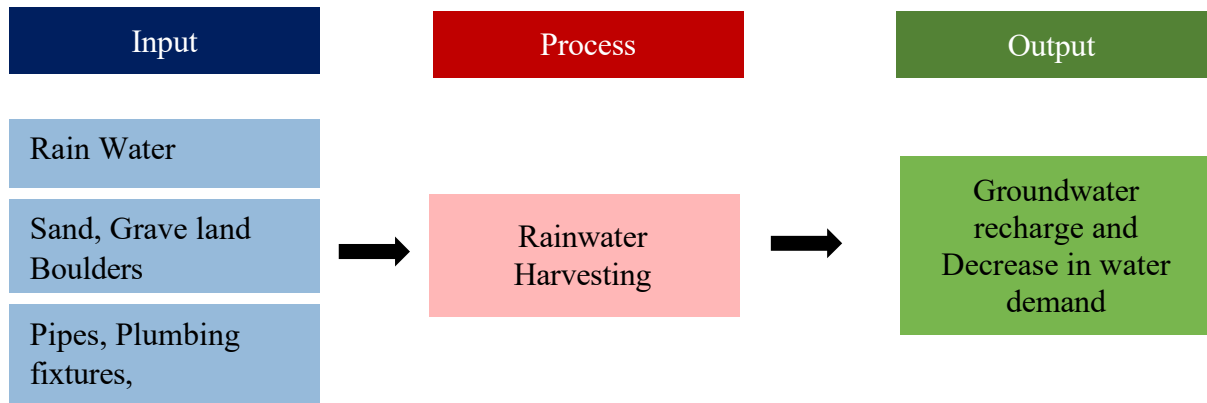 Input
Process
Output
Rain Water
Sand, Grave land
Boulders
Pipes, Plumbing
fixtures,
Rainwater
Harvesting
Groundwater
recharge and
Decrease in water
demand